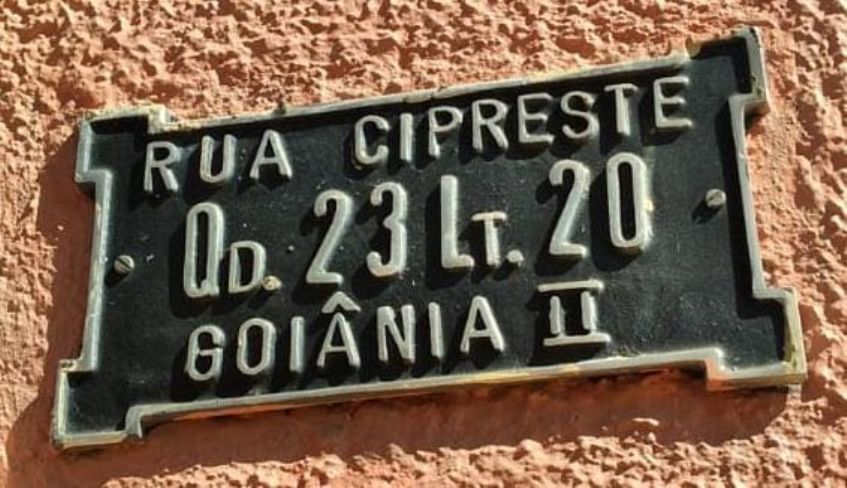 RUA CIPRESTE
QD. 23 LT. 20
GOIÂNIA II